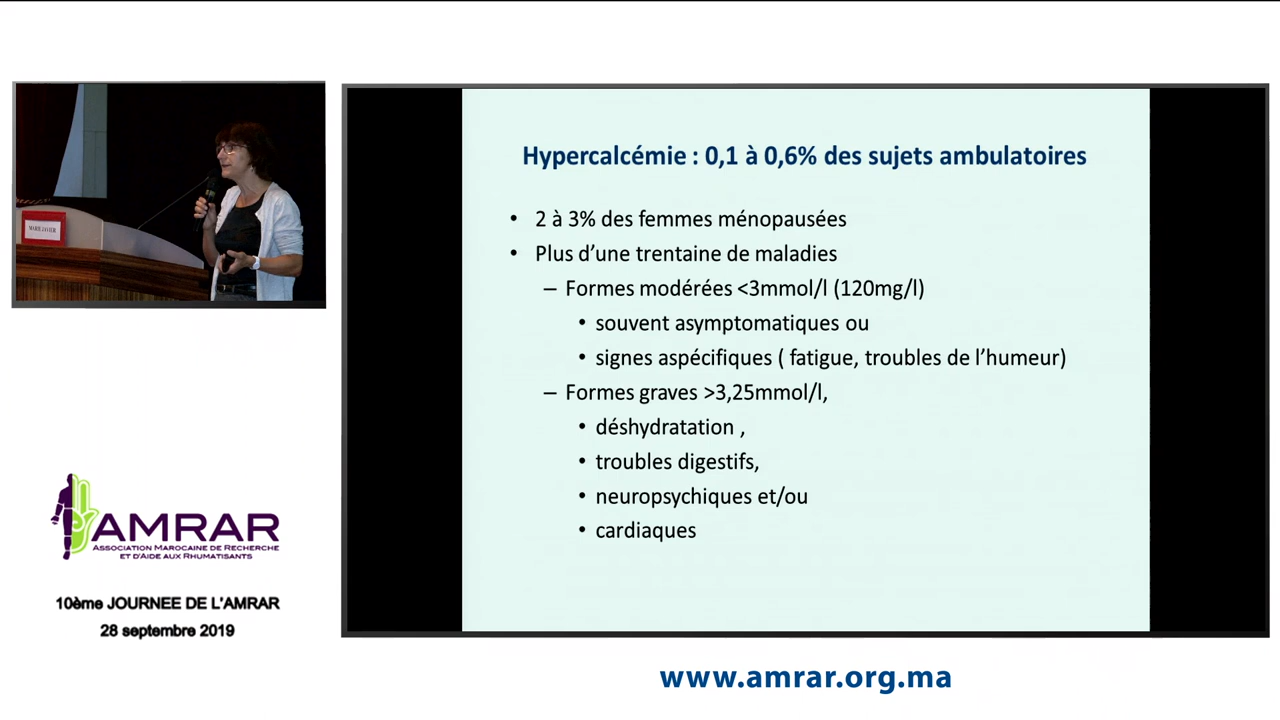 MARIE XAVIER
Hypercalcémie : 0,1 à 0,6% des sujets ambulatoires
• 2 à 3% des femmes ménopausées
• Plus d’une trentaine de maladies
– Formes modérées <3mmol/l (120mg/l)
• souvent asymptomatiques ou
• signes aspécifiques ( fatigue, troubles de l’humeur)
– Formes graves >3,25mmol/l,
• déshydratation ,
• troubles digestifs,
• neuropsychiques et/ou
• cardiaques
AMRAR
ASSOCIATION MAROCAINE DE RECHERCHE
ET D’AIDE AUX RHUMATISANTS
10ème JOURNEE DE L’AMRAR
28 septembre 2019
www.amrar.org.ma